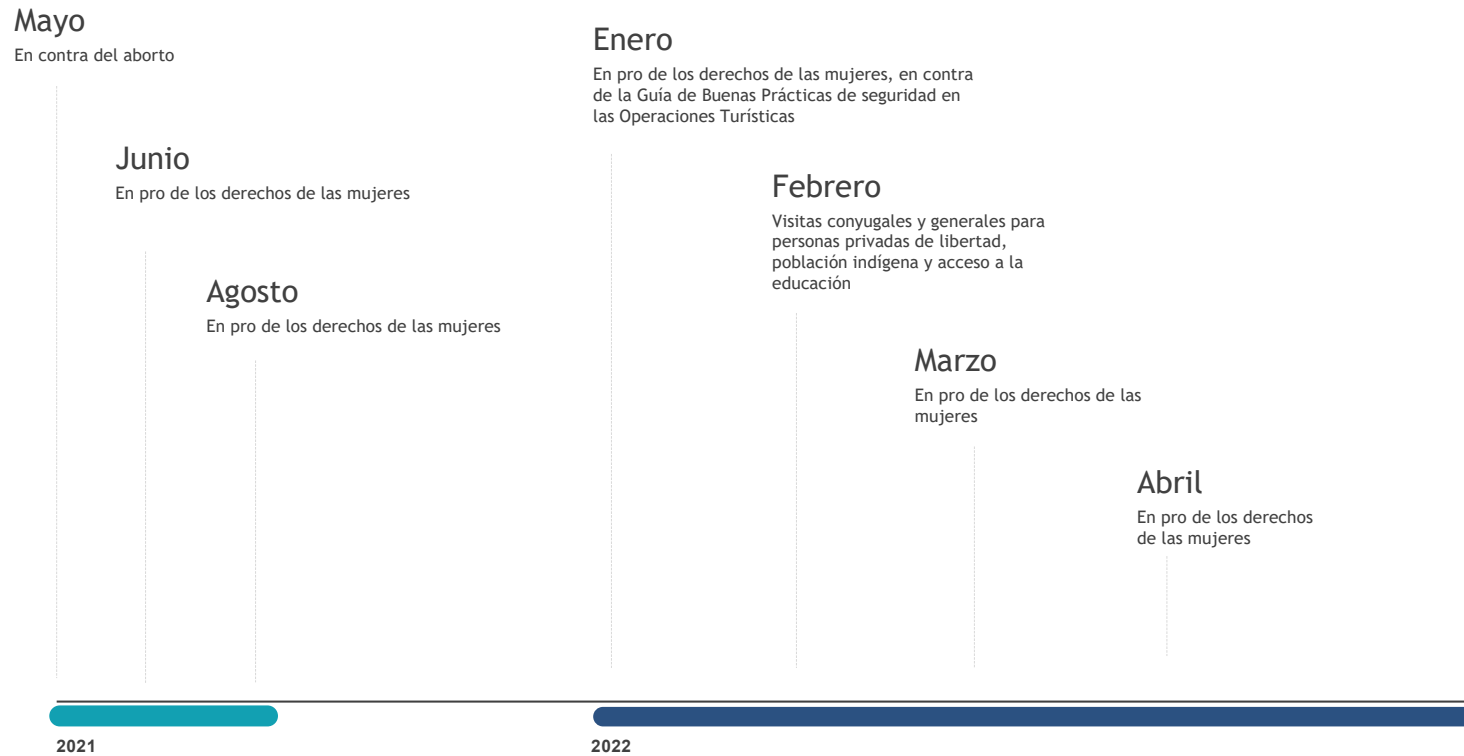 Mayo
En contra del aborto
Junio
En pro de los derechos de las mujeres
Agosto
En pro de los derechos de las mujeres
Enero
En pro de los derechos de las mujeres, en contra
de la Guía de Buenas Prácticas de seguridad en
las Operaciones Turísticas
Febrero
Visitas conyugales y generales para
personas privadas de libertad,
población indígena y acceso a la
educación
Marzo
En pro de los derechos de las
mujeres
Abril
En pro de los derechos
de las mujeres
2021
2022